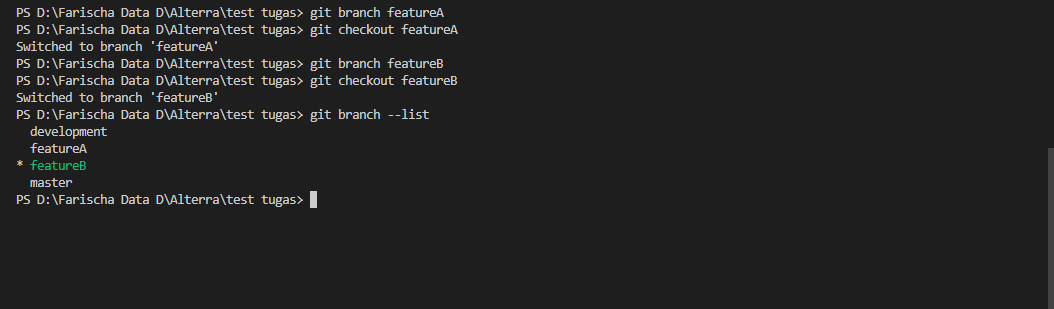 PS D:\Farischa Data D\Alterra\test tugas> git branch featureA
PS D:\Farischa Data D\Alterra\test tugas> git checkout featureA
Switched to branch 'featureA'
PS D:\Farischa Data D\Alterra\test tugas> git branch featureB
PS D:\Farischa Data D\Alterra\test tugas> git checkout featureB
Switched to branch 'featureB'
PS D:\Farischa Data D\Alterra\test tugas> git branch --list
  development
  featureA
* featureB
  master
PS D:\Farischa Data D\Alterra\test tugas>